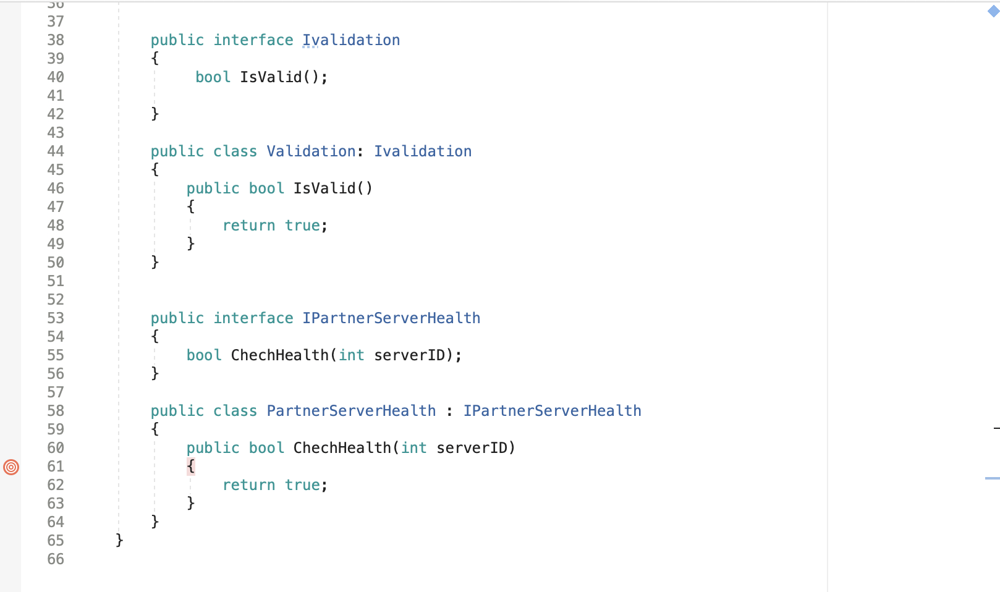 36
37
38 public interface Ivalidation
39 {
40 bool IsValid();
41
42 }
43
44 public class Validation: Ivalidation
45 {
46 public bool IsValid()
47 {
48 return true;
49 }
50 }
51
52
53 public interface IPartnerServerHealth
54 {
55 bool ChechHealth(int serverID);
56 }
57
58 public class PartnerServerHealth : IPartnerServerHealth
59 {
60 public bool ChechHealth(int serverID)
61 {
62 return true;
63 }
64 }
65 }
66